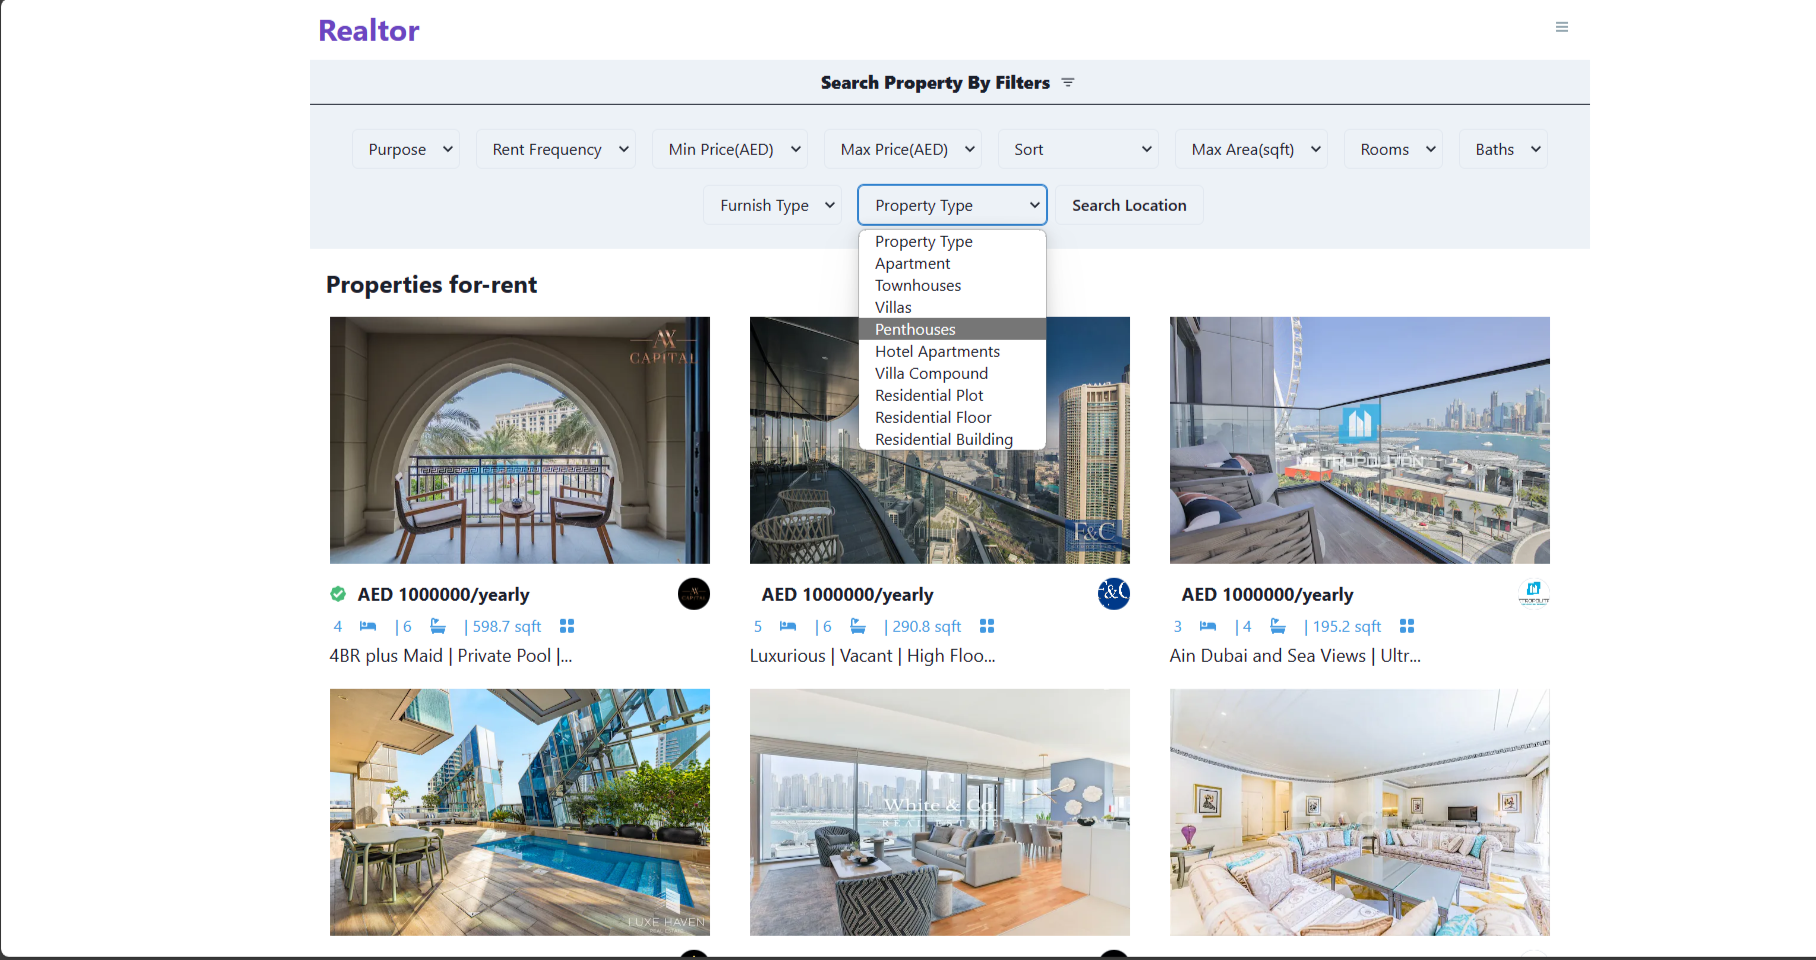 Realtor
Search Property By Filters
Purpose Rent Frequency Min Price(AED) Max Price(AED) Sort Max Area(sqft) Rooms Baths
Furnish Type Property Type Search Location
Property Type
Apartment
Townhouses
Villas
Penthouses
Hotel Apartments
Villa Compound
Residential Plot
Residential Floor
Residential Building
Properties for-rent
AX
CAPITAL
F&C
METROPOLITAN
AED 1000000/yearly
CAPITAL
AED 1000000/yearly
F&C
AED 1000000/yearly
4 | 6 | 598.7 sqft
5 | 6 | 290.8 sqft
3 | 4 | 195.2 sqft
4BR plus Maid | Private Pool |...
Luxurious | Vacant | High Floo...
Ain Dubai and Sea Views | Ultr...
LUXE HAVEN
White & Co.
REAL ESTATE